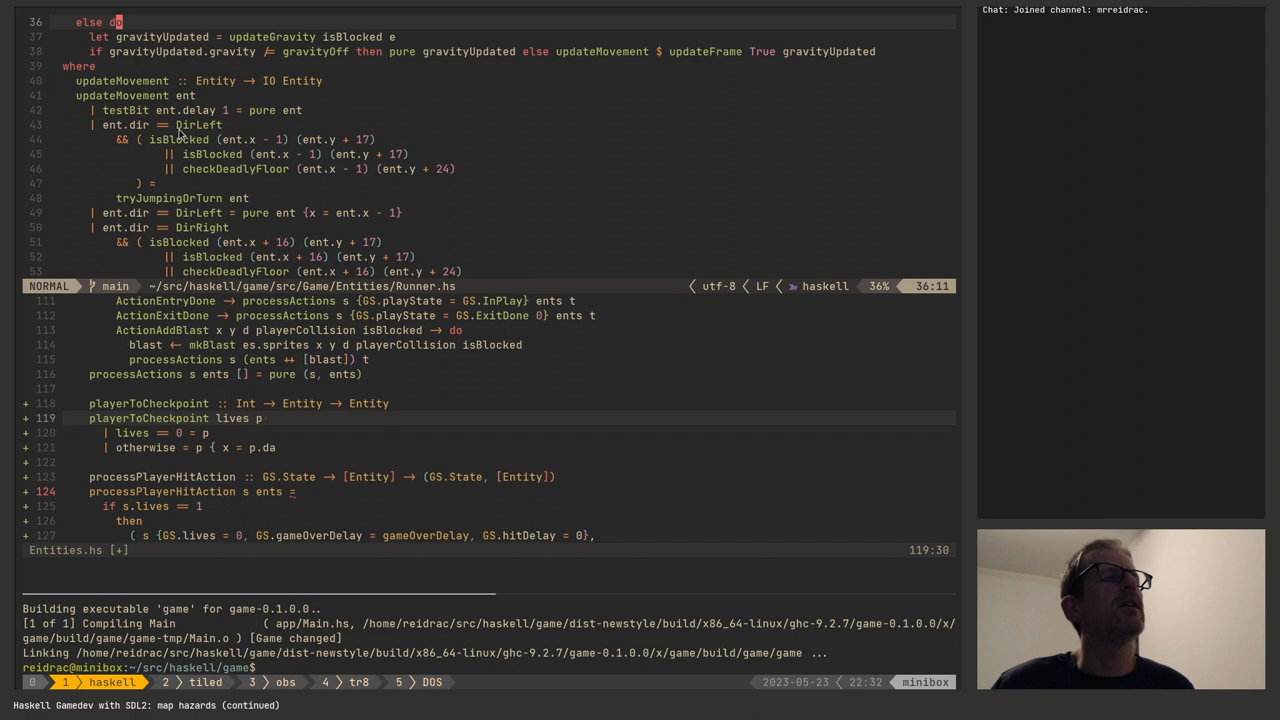 36 else do
37 let gravityUpdated = updateGravity isBlocked e
38 if gravityUpdated.gravity /= gravityOff then pure gravityUpdated else updateMovement $ updateFrame True gravityUpdated
39 where
40 updateMovement :: Entity -> IO Entity
41 updateMovement ent
42 | testBit ent.delay 1 = pure ent
43 | ent.dir == DirLeft
44 && ( isBlocked (ent.x - 1) (ent.y + 17)
45 || isBlocked (ent.x - 1) (ent.y + 17)
46 || checkDeadlyFloor (ent.x - 1) (ent.y + 24)
47 ) =
48 tryJumpingOrTurn ent
49 | ent.dir == DirLeft = pure ent {x = ent.x - 1}
50 | ent.dir == DirRight
51 && ( isBlocked (ent.x + 16) (ent.y + 17)
52 || isBlocked (ent.x + 16) (ent.y + 17)
53 || checkDeadlyFloor (ent.x + 16) (ent.y + 24)
NORMAL main ~/src/haskell/game/src/Game/Entities/Runner.hs utf-8 LF haskell 36% 36:11
111 ActionEntryDone -> processActions s {GS.playState = GS.InPlay} ents t
112 ActionExitDone -> processActions s {GS.playState = GS.ExitDone 0} ents t
113 ActionAddBlast x y d playerCollision isBlocked -> do
114 blast <- mkBlast es.sprites x y d playerCollision isBlocked
115 processActions s (ents ++ [blast]) t
116 processActions s ents [] = pure (s, ents)
117
+ 118 playerToCheckpoint :: Int -> Entity -> Entity
+ 119 playerToCheckpoint lives p
+ 120 | lives == 0 = p
+ 121 | otherwise = p { x = p.da
+ 122
+ 123 processPlayerHitAction :: GS.State -> [Entity] -> (GS.State, [Entity])
+ 124 processPlayerHitAction s ents =
+ 125 if s.lives == 1
+ 126 then
+ 127 ( s {GS.lives = 0, GS.gameOverDelay = gameOverDelay, GS.hitDelay = 0},
Entities.hs [+] 119:30
Building executable 'game' for game-0.1.0.0..
[1 of 1] Compiling Main ( app/Main.hs, /home/reidrac/src/haskell/game/dist-newstyle/build/x86_64-linux/ghc-9.2.7/game-0.1.0.0/x/
game/build/game/game-tmp/Main.o ) [Game changed]
Linking /home/reidrac/src/haskell/game/dist-newstyle/build/x86_64-linux/ghc-9.2.7/game-0.1.0.0/x/game/build/game/game ...
reidrac@minibox:~/src/haskell/game$
0 1 haskell 2 tiled 3 obs 4 tr8 5 DOS 2023-05-23 22:32 minibox
Haskell Gamedev with SDL2: map hazards (continued)
Chat: Joined channel: mrreidrac.